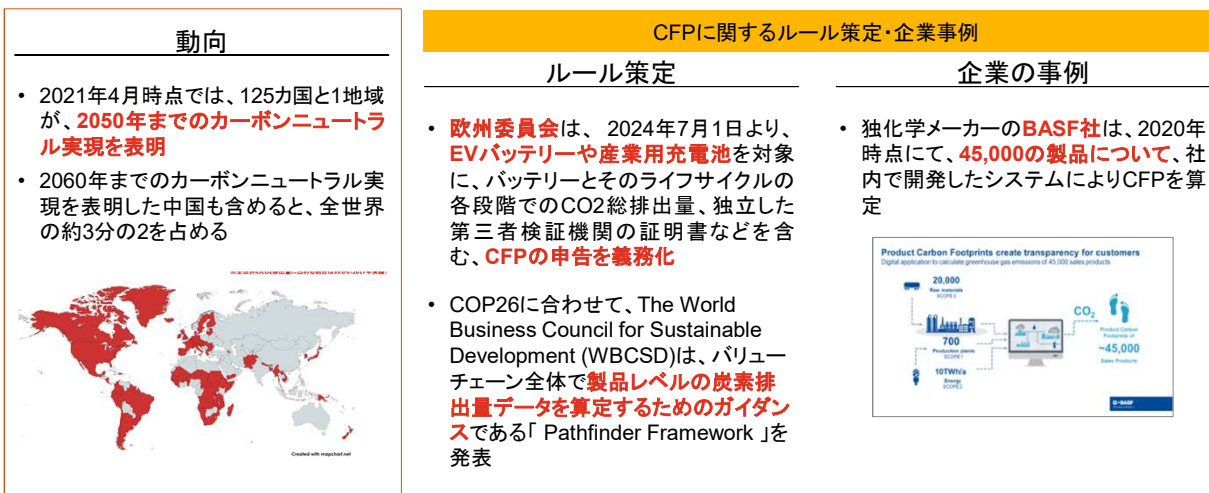 動向
• 2021年4月時点では、125カ国と1地域
が、2050年までのカーボンニュートラ
ル実現を表明
• 2060年までのカーボンニュートラル実
現を表明した中国も含めると、全世界
の約3分の2を占める
Created with mapchart.net
CFPに関するルール策定・企業事例
ルール策定
• 欧州委員会は、 2024年7月1日より、
EVバッテリーや産業用充電池を対象
に、バッテリーとそのライフサイクルの
各段階でのCO2総排出量、独立した
第三者検証機関の証明書などを含
む、CFPの申告を義務化
• COP26に合わせて、The World
Business Council for Sustainable
Development (WBCSD)は、バリュー
チェーン全体で製品レベルの炭素排
出量データを算定するためのガイダン
スである「 Pathfinder Framework 」を
発表
企業の事例
• 独化学メーカーのBASF社は、2020年
時点にて、45,000の製品について、社
内で開発したシステムによりCFPを算
定
Product Carbon Footprints create transparency for customers
Digital application to calculate greenhouse gas emissions of 45,000 sales products
20,000
Raw materials
SCOPE3
700
Production plants
SCOPE1
10TWh/a
Energy
SCOPE2
CO2
Product Carbon
Footprints of
~45,000
Sales Products
BASF